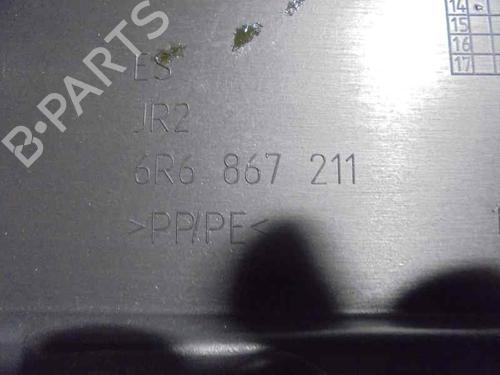 14
15
16
17
ES
JR2
6R6 867 211
>PP/PE<
B-PARTS